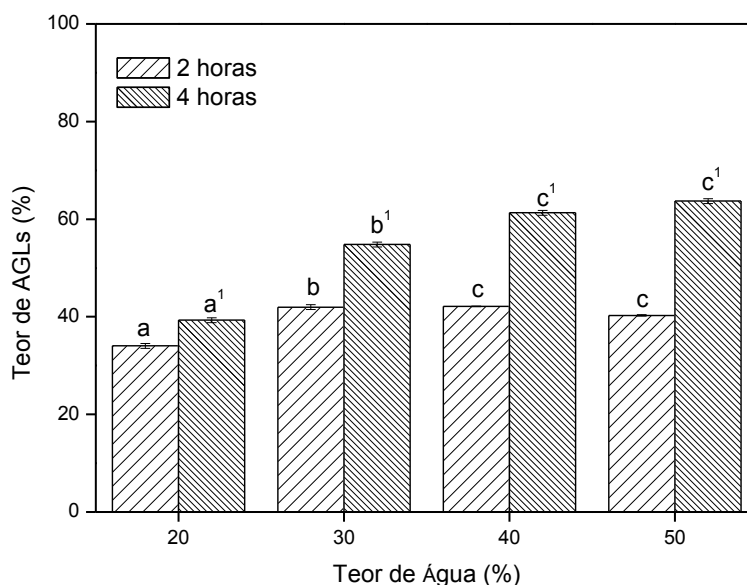 100
80
60
40
20
0
Teor de AGLs (%)
2 horas
4 horas
a
a¹
b
b¹
c
c¹
c
c¹
20
30
40
50
Teor de Água (%)